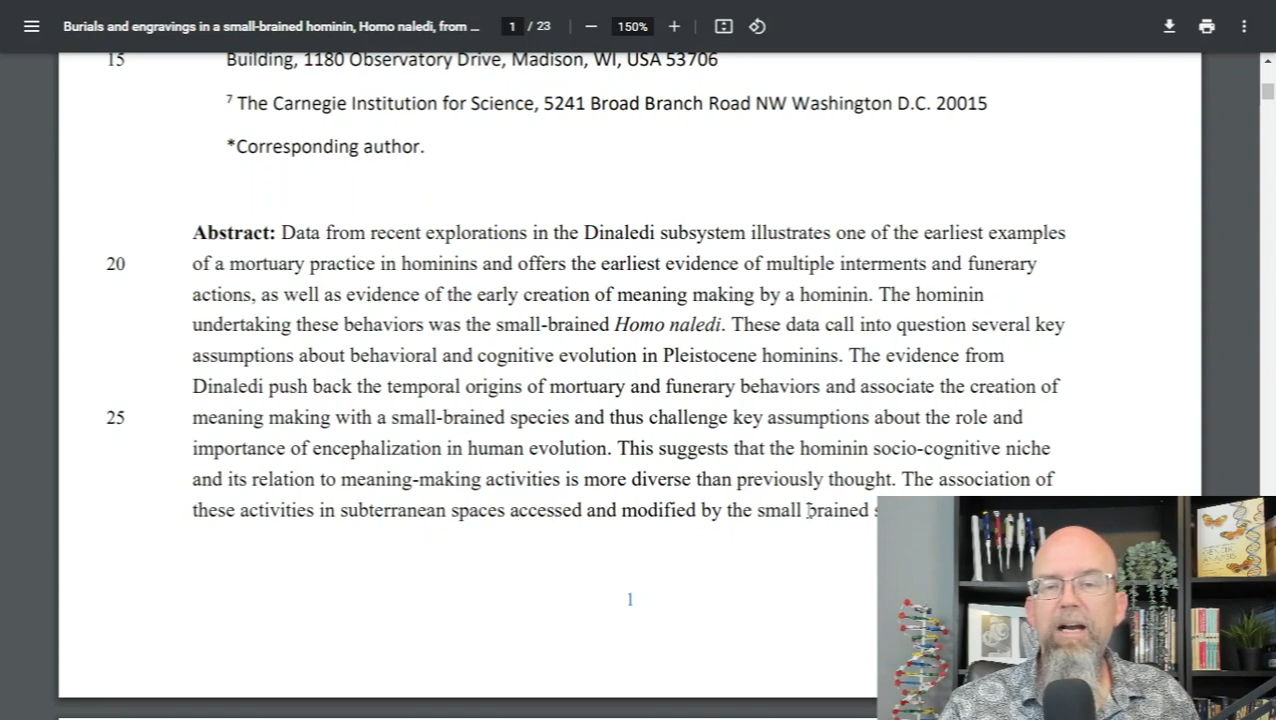 Burials and engravings in a small-brained hominin, Homo naledi, from ...
1 / 23
150%
15
Building, 1180 Observatory Drive, Madison, WI, USA 53706
7 The Carnegie Institution for Science, 5241 Broad Branch Road NW Washington D.C. 20015
*Corresponding author.
Abstract: Data from recent explorations in the Dinaledi subsystem illustrates one of the earliest examples
20 of a mortuary practice in hominins and offers the earliest evidence of multiple interments and funerary
actions, as well as evidence of the early creation of meaning making by a hominin. The hominin
undertaking these behaviors was the small-brained Homo naledi. These data call into question several key
assumptions about behavioral and cognitive evolution in Pleistocene hominins. The evidence from
Dinaledi push back the temporal origins of mortuary and funerary behaviors and associate the creation of
25 meaning making with a small-brained species and thus challenge key assumptions about the role and
importance of encephalization in human evolution. This suggests that the hominin socio-cognitive niche
and its relation to meaning-making activities is more diverse than previously thought. The association of
these activities in subterranean spaces accessed and modified by the small brained
1